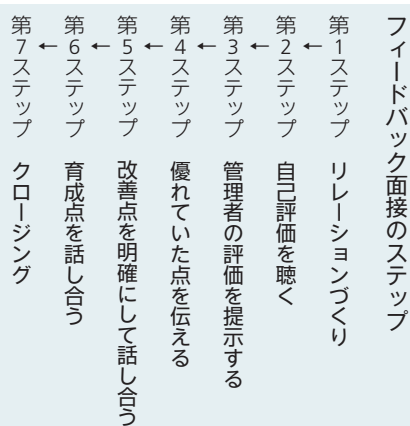 フィードバック面接のステップ
第1ステップ　リレーションづくり
←
第2ステップ　自己評価を聴く
←
第3ステップ　管理者の評価を提示する
←
第4ステップ　優れていた点を伝える
←
第5ステップ　改善点を明確にして話し合う
←
第6ステップ　育成点を話し合う
←
第7ステップ　クロージング